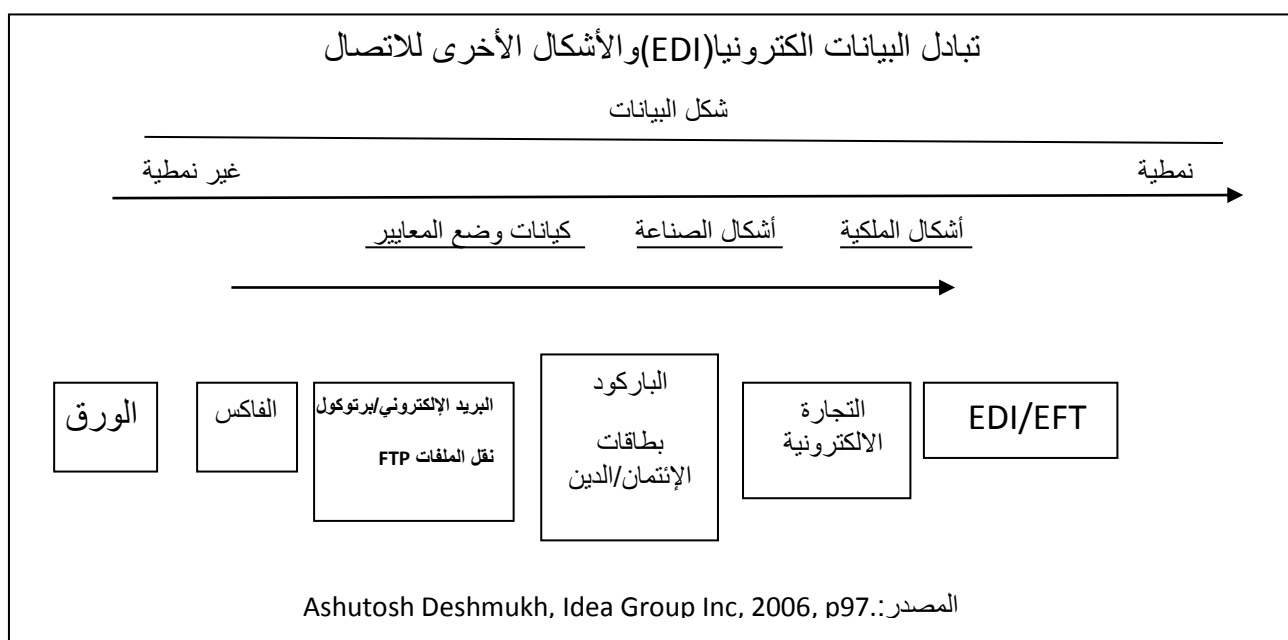 تبادل البيانات الكترونيا(EDI)والأشكال الأخرى للاتصال
شكل البيانات
نمطية
غير نمطية
أشكال الملكية
أشكال الصناعة
كيانات وضع المعايير
EDI/EFT
التجارة
الالكترونية
الباركود
بطاقات
الإئتمان/الدين
البريد الإلكتروني/برتوكول
نقل الملفات FTP
الفاكس
الورق
المصدر:.Ashutosh Deshmukh, Idea Group Inc, 2006, p97